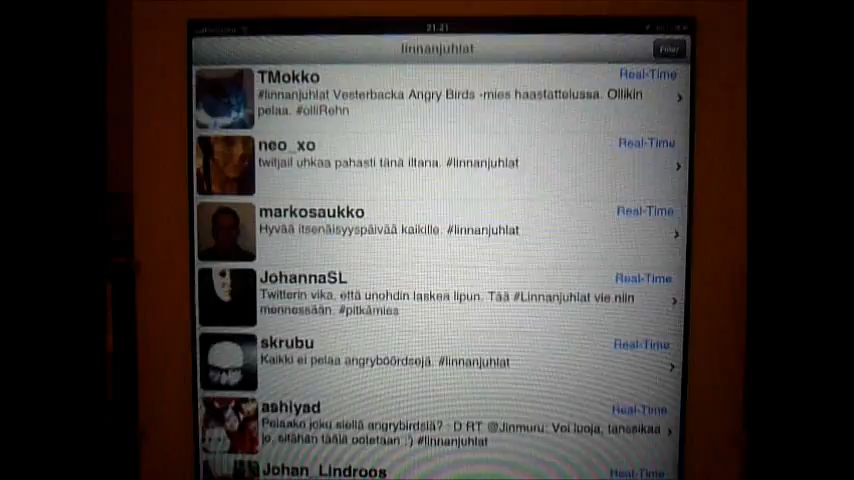 21.21
linnanjuhlat
Filter
TMokko
Real-Time
#linnanjuhlat Vesterbacka Angry Birds -mies haastattelussa. Ollikin
pelaa. #olliRehn
neo_xo
Real-Time
twitjail uhkaa pahasti tänä iltana. #linnanjuhlat
markosaukko
Real-Time
Hyvää itsenäisyyspäivää kaikille. #linnanjuhlat
JohannaSL
Real-Time
Twitterin vika, että unohdin laskea lipun. Tää #Linnanjuhlat vie niin
mennessään. #pitkämies
skrubu
Real-Time
Kaikki ei pelaa angryböördsejä. #linnanjuhlat
ashiyad
Real-Time
Pelaako joku siellä angrybirdsiä? : D RT @Jinmuru: Voi luoja, tanssikaa
jo, sitähän täälä ootetaan :') #linnanjuhlat
Johan_Lindroos
Real-Time